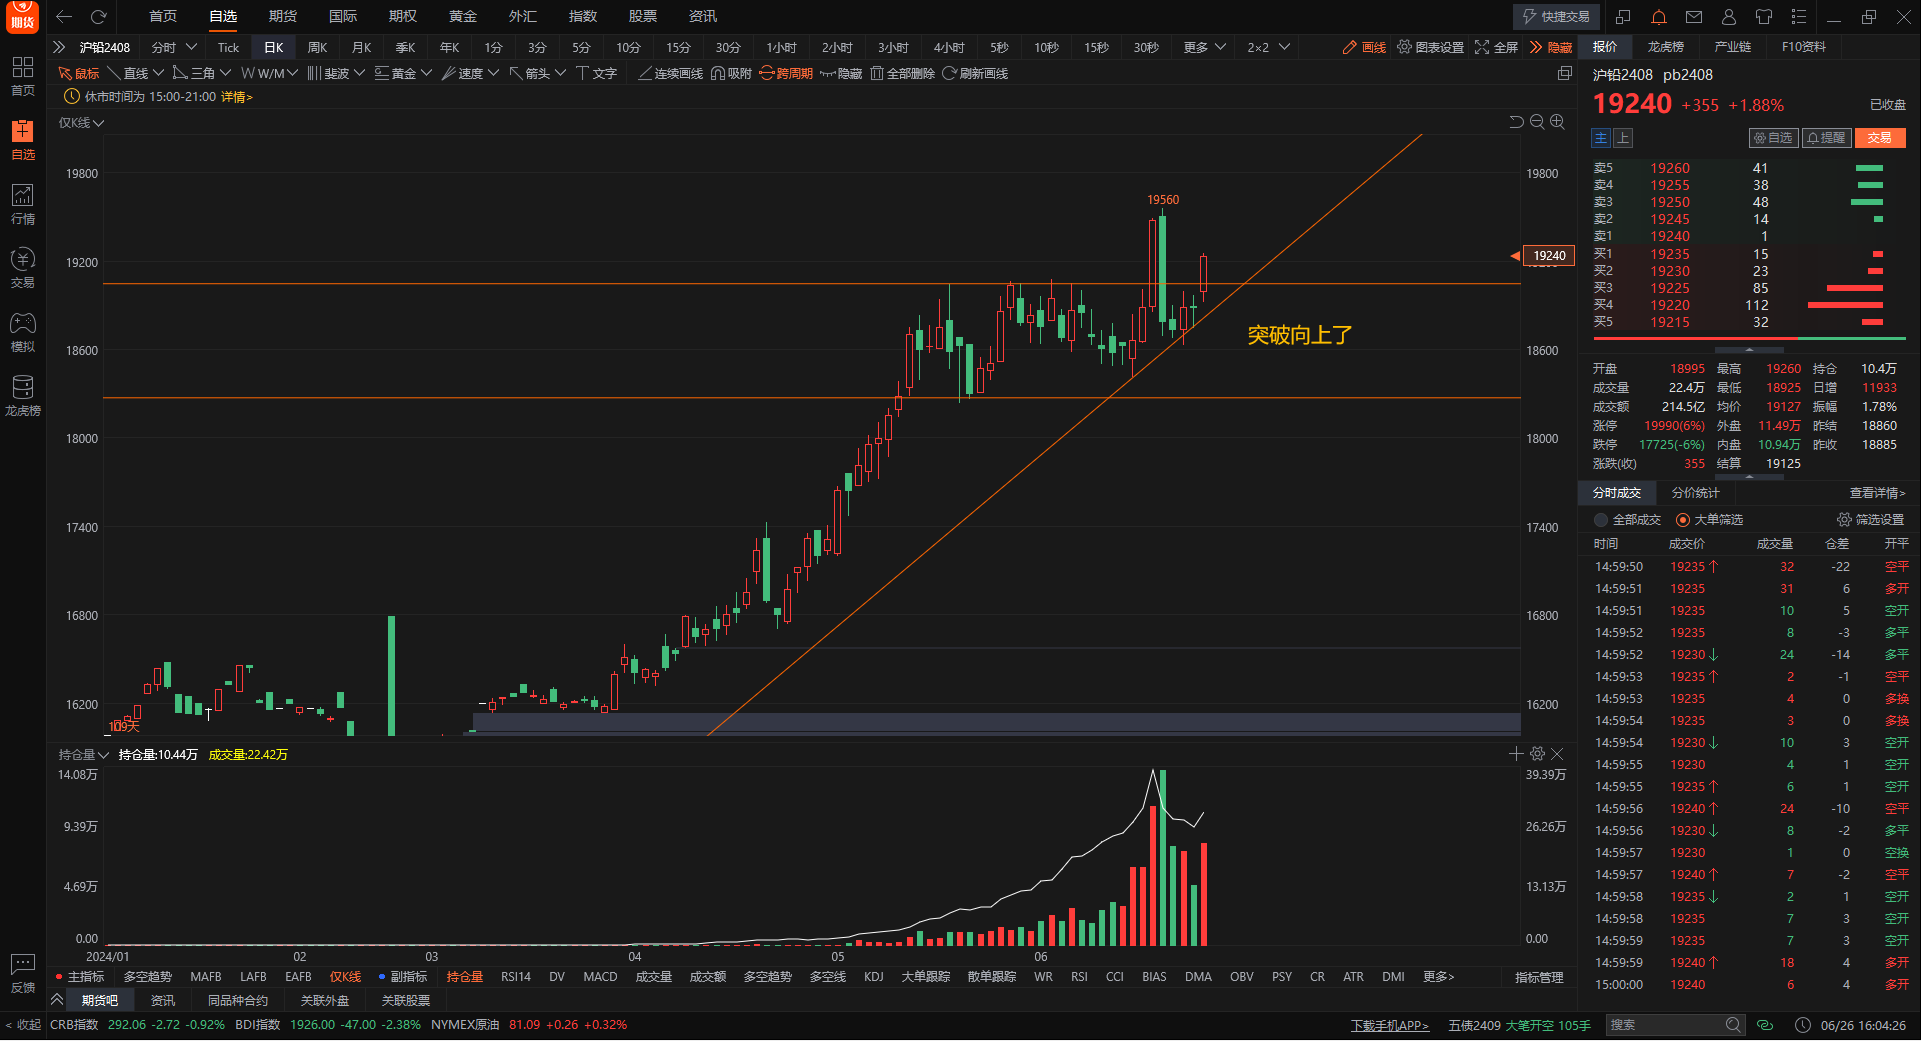 期货
首页 自选 期货 国际 期权 黄金 外汇 指数 股票 资讯 快捷交易
沪铅2408 分时 Tick 日K 周K 月K 季K 年K 1分 3分 5分 10分 15分 30分 1小时 2小时 3小时 4小时 5秒 10秒 15秒 30秒 更多 2×2 画线 图表设置 全屏 隐藏
鼠标 直线 三角 W/M 斐波 黄金 速度 箭头 文字 连续画线 吸附 跨周期 隐藏 全部删除 刷新画线
休市时间为 15:00-21:00 详情>
仅K线
首页
自选
行情
交易
模拟
龙虎榜
反馈
< 收起
19800 19800
19560
19200
19240
18600 18600
突破向上了
18000 18000
17400 17400
16800 16800
16200 16200
109天
持仓量 持仓量:10.44万 成交量:22.42万
14.08万 39.39万
9.39万 26.26万
4.69万 13.13万
0.00 0.00
2024/01 02 03 04 05 06
主指标 多空趋势 MAFB LAFB EAFB 仅K线 副指标 持仓量 RSI14 DV MACD 成交量 成交额 多空趋势 多空线 KDJ 大单跟踪 散单跟踪 WR RSI CCI BIAS DMA OBV PSY CR ATR DMI 更多> 指标管理
期货吧 资讯 同品种合约 关联外盘 关联股票
CRB指数 292.06 -2.72 -0.92% BDI指数 1926.00 -47.00 -2.38% NYMEX原油 81.09 +0.26 +0.32% 下载手机APP> 五债2409 大笔开空 105手 搜索 06/26 16:04:26
报价 龙虎榜 产业链 F10资料
沪铅2408 pb2408
19240 +355 +1.88% 已收盘
主 上 自选 提醒 交易
卖5 19260 41
卖4 19255 38
卖3 19250 48
卖2 19245 14
卖1 19240 1
买1 19235 15
买2 19230 23
买3 19225 85
买4 19220 112
买5 19215 32
开盘 18995 最高 19260 持仓 10.4万
成交量 22.4万 最低 18925 日增 11933
成交额 214.5亿 均价 19127 振幅 1.78%
涨停 19990(6%) 外盘 11.49万 昨结 18860
跌停 17725(-6%) 内盘 10.94万 昨收 18885
涨跌(收) 355 结算 19125
分时成交 分价统计 查看详情>
全部成交 大单筛选 筛选设置
时间 成交价 成交量 仓差 开平
14:59:50 19235↑ 32 -22 空平
14:59:51 19235 31 6 多开
14:59:51 19235 10 5 空开
14:59:52 19235 8 -3 多平
14:59:52 19230↓ 24 -14 多平
14:59:53 19235↑ 2 -1 空平
14:59:53 19235 4 0 多换
14:59:54 19235 3 0 多换
14:59:54 19230↓ 10 3 空开
14:59:55 19230 4 1 空开
14:59:55 19235↑ 6 1 空开
14:59:56 19240↑ 24 -10 空平
14:59:56 19230↓ 8 -2 多平
14:59:57 19230 1 0 空换
14:59:57 19240↑ 7 -2 空平
14:59:58 19235↓ 2 1 空开
14:59:58 19235 7 3 空开
14:59:59 19235 7 3 空开
14:59:59 19240↑ 18 4 多开
15:00:00 19240 6 4 多开